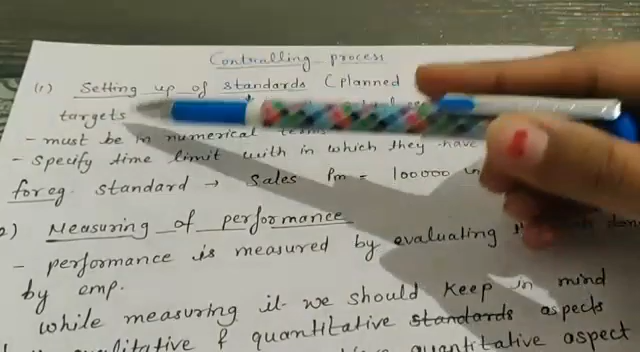 Controlling process
(1) Setting up of standards (planned
targets
- must be in numerical terms
- specify time limit with in which they have
for eg. standard → Sales Pm = 100000
2) Measuring of performance
- performance is measured by evaluating
by emp.
while measuring it we should keep in mind
qualitative & quantitative standards aspects
quantitative aspect